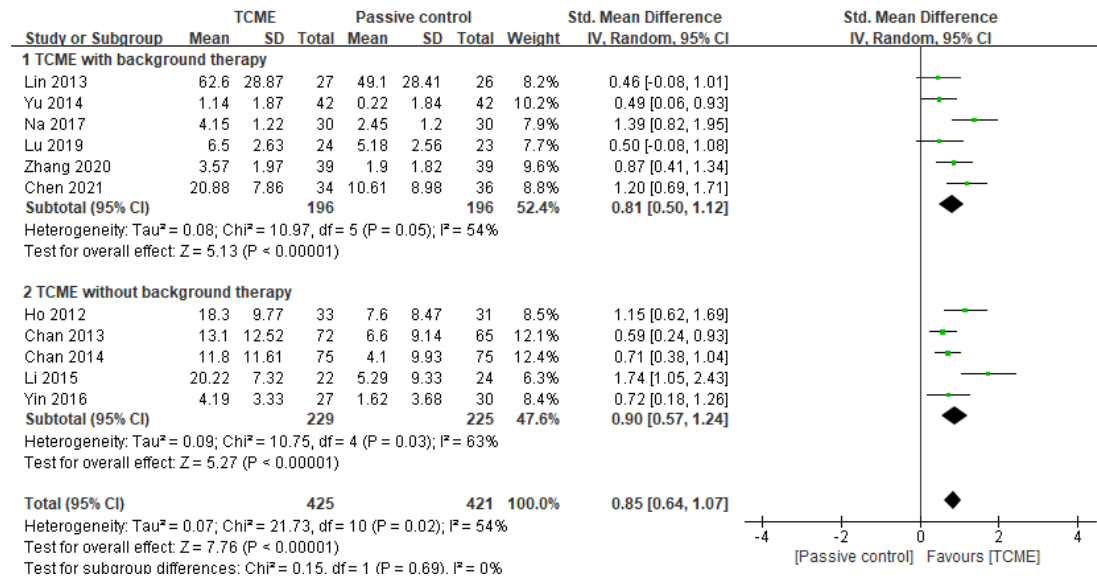 TCME Passive control Std. Mean Difference Std. Mean Difference
Study or Subgroup Mean SD Total Mean SD Total Weight IV, Random, 95% CI IV, Random, 95% CI
1 TCME with background therapy
Lin 2013 62.6 28.87 27 49.1 28.41 26 8.2% 0.46 [-0.08, 1.01]
Yu 2014 1.14 1.87 42 0.22 1.84 42 10.2% 0.49 [0.06, 0.93]
Na 2017 4.15 1.22 30 2.45 1.2 30 7.9% 1.39 [0.82, 1.95]
Lu 2019 6.5 2.63 24 5.18 2.56 23 7.7% 0.50 [-0.08, 1.08]
Zhang 2020 3.57 1.97 39 1.9 1.82 39 9.6% 0.87 [0.41, 1.34]
Chen 2021 20.88 7.86 34 10.61 8.98 36 8.8% 1.20 [0.69, 1.71]
Subtotal (95% CI) 196 196 52.4% 0.81 [0.50, 1.12]
Heterogeneity: Tau² = 0.08; Chi² = 10.97, df = 5 (P = 0.05); I² = 54%
Test for overall effect: Z = 5.13 (P < 0.00001)
2 TCME without background therapy
Ho 2012 18.3 9.77 33 7.6 8.47 31 8.5% 1.15 [0.62, 1.69]
Chan 2013 13.1 12.52 72 6.6 9.14 65 12.1% 0.59 [0.24, 0.93]
Chan 2014 11.8 11.61 75 4.1 9.93 75 12.4% 0.71 [0.38, 1.04]
Li 2015 20.22 7.32 22 5.29 9.33 24 6.3% 1.74 [1.05, 2.43]
Yin 2016 4.19 3.33 27 1.62 3.68 30 8.4% 0.72 [0.18, 1.26]
Subtotal (95% CI) 229 225 47.6% 0.90 [0.57, 1.24]
Heterogeneity: Tau² = 0.09; Chi² = 10.75, df = 4 (P = 0.03); I² = 63%
Test for overall effect: Z = 5.27 (P < 0.00001)
Total (95% CI) 425 421 100.0% 0.85 [0.64, 1.07]
Heterogeneity: Tau² = 0.07; Chi² = 21.73, df = 10 (P = 0.02); I² = 54%
Test for overall effect: Z = 7.76 (P < 0.00001)
Test for subgroup differences: Chi² = 0.15, df = 1 (P = 0.69), I² = 0%
-4 -2 0 2 4
[Passive control] Favours [TCME]